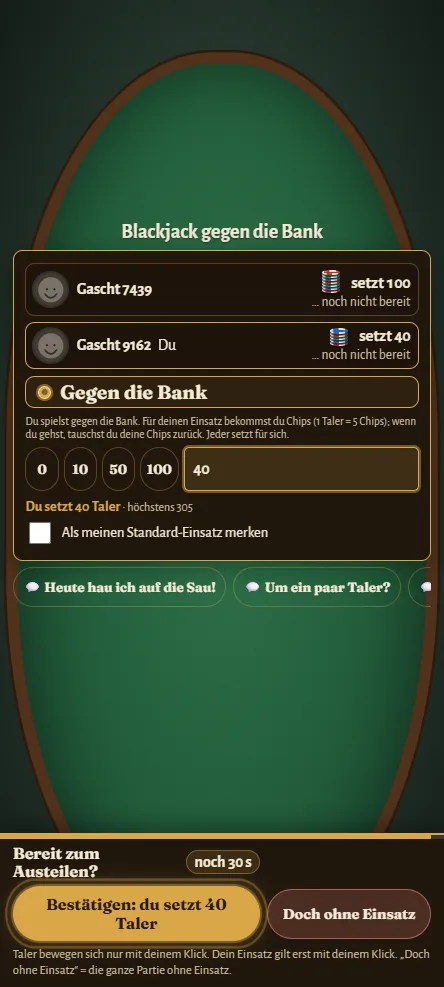 Blackjack gegen die Bank
Gascht 7439
setzt 100
... noch nicht bereit
Gascht 9162 Du
setzt 40
... noch nicht bereit
Gegen die Bank
Du spielst gegen die Bank. Für deinen Einsatz bekommst du Chips (1 Taler = 5 Chips); wenn
du gehst, tauschst du deine Chips zurück. Jeder setzt für sich.
0 10 50 100 40
Du setzt 40 Taler · höchstens 305
Als meinen Standard-Einsatz merken
Heute hau ich auf die Sau! Um ein paar Taler?
Bereit zum
Austeilen?
noch 30 s
Bestätigen: du setzt 40
Taler
Doch ohne Einsatz
Taler bewegen sich nur mit deinem Klick. Dein Einsatz gilt erst mit deinem Klick. „Doch
ohne Einsatz" = die ganze Partie ohne Einsatz.